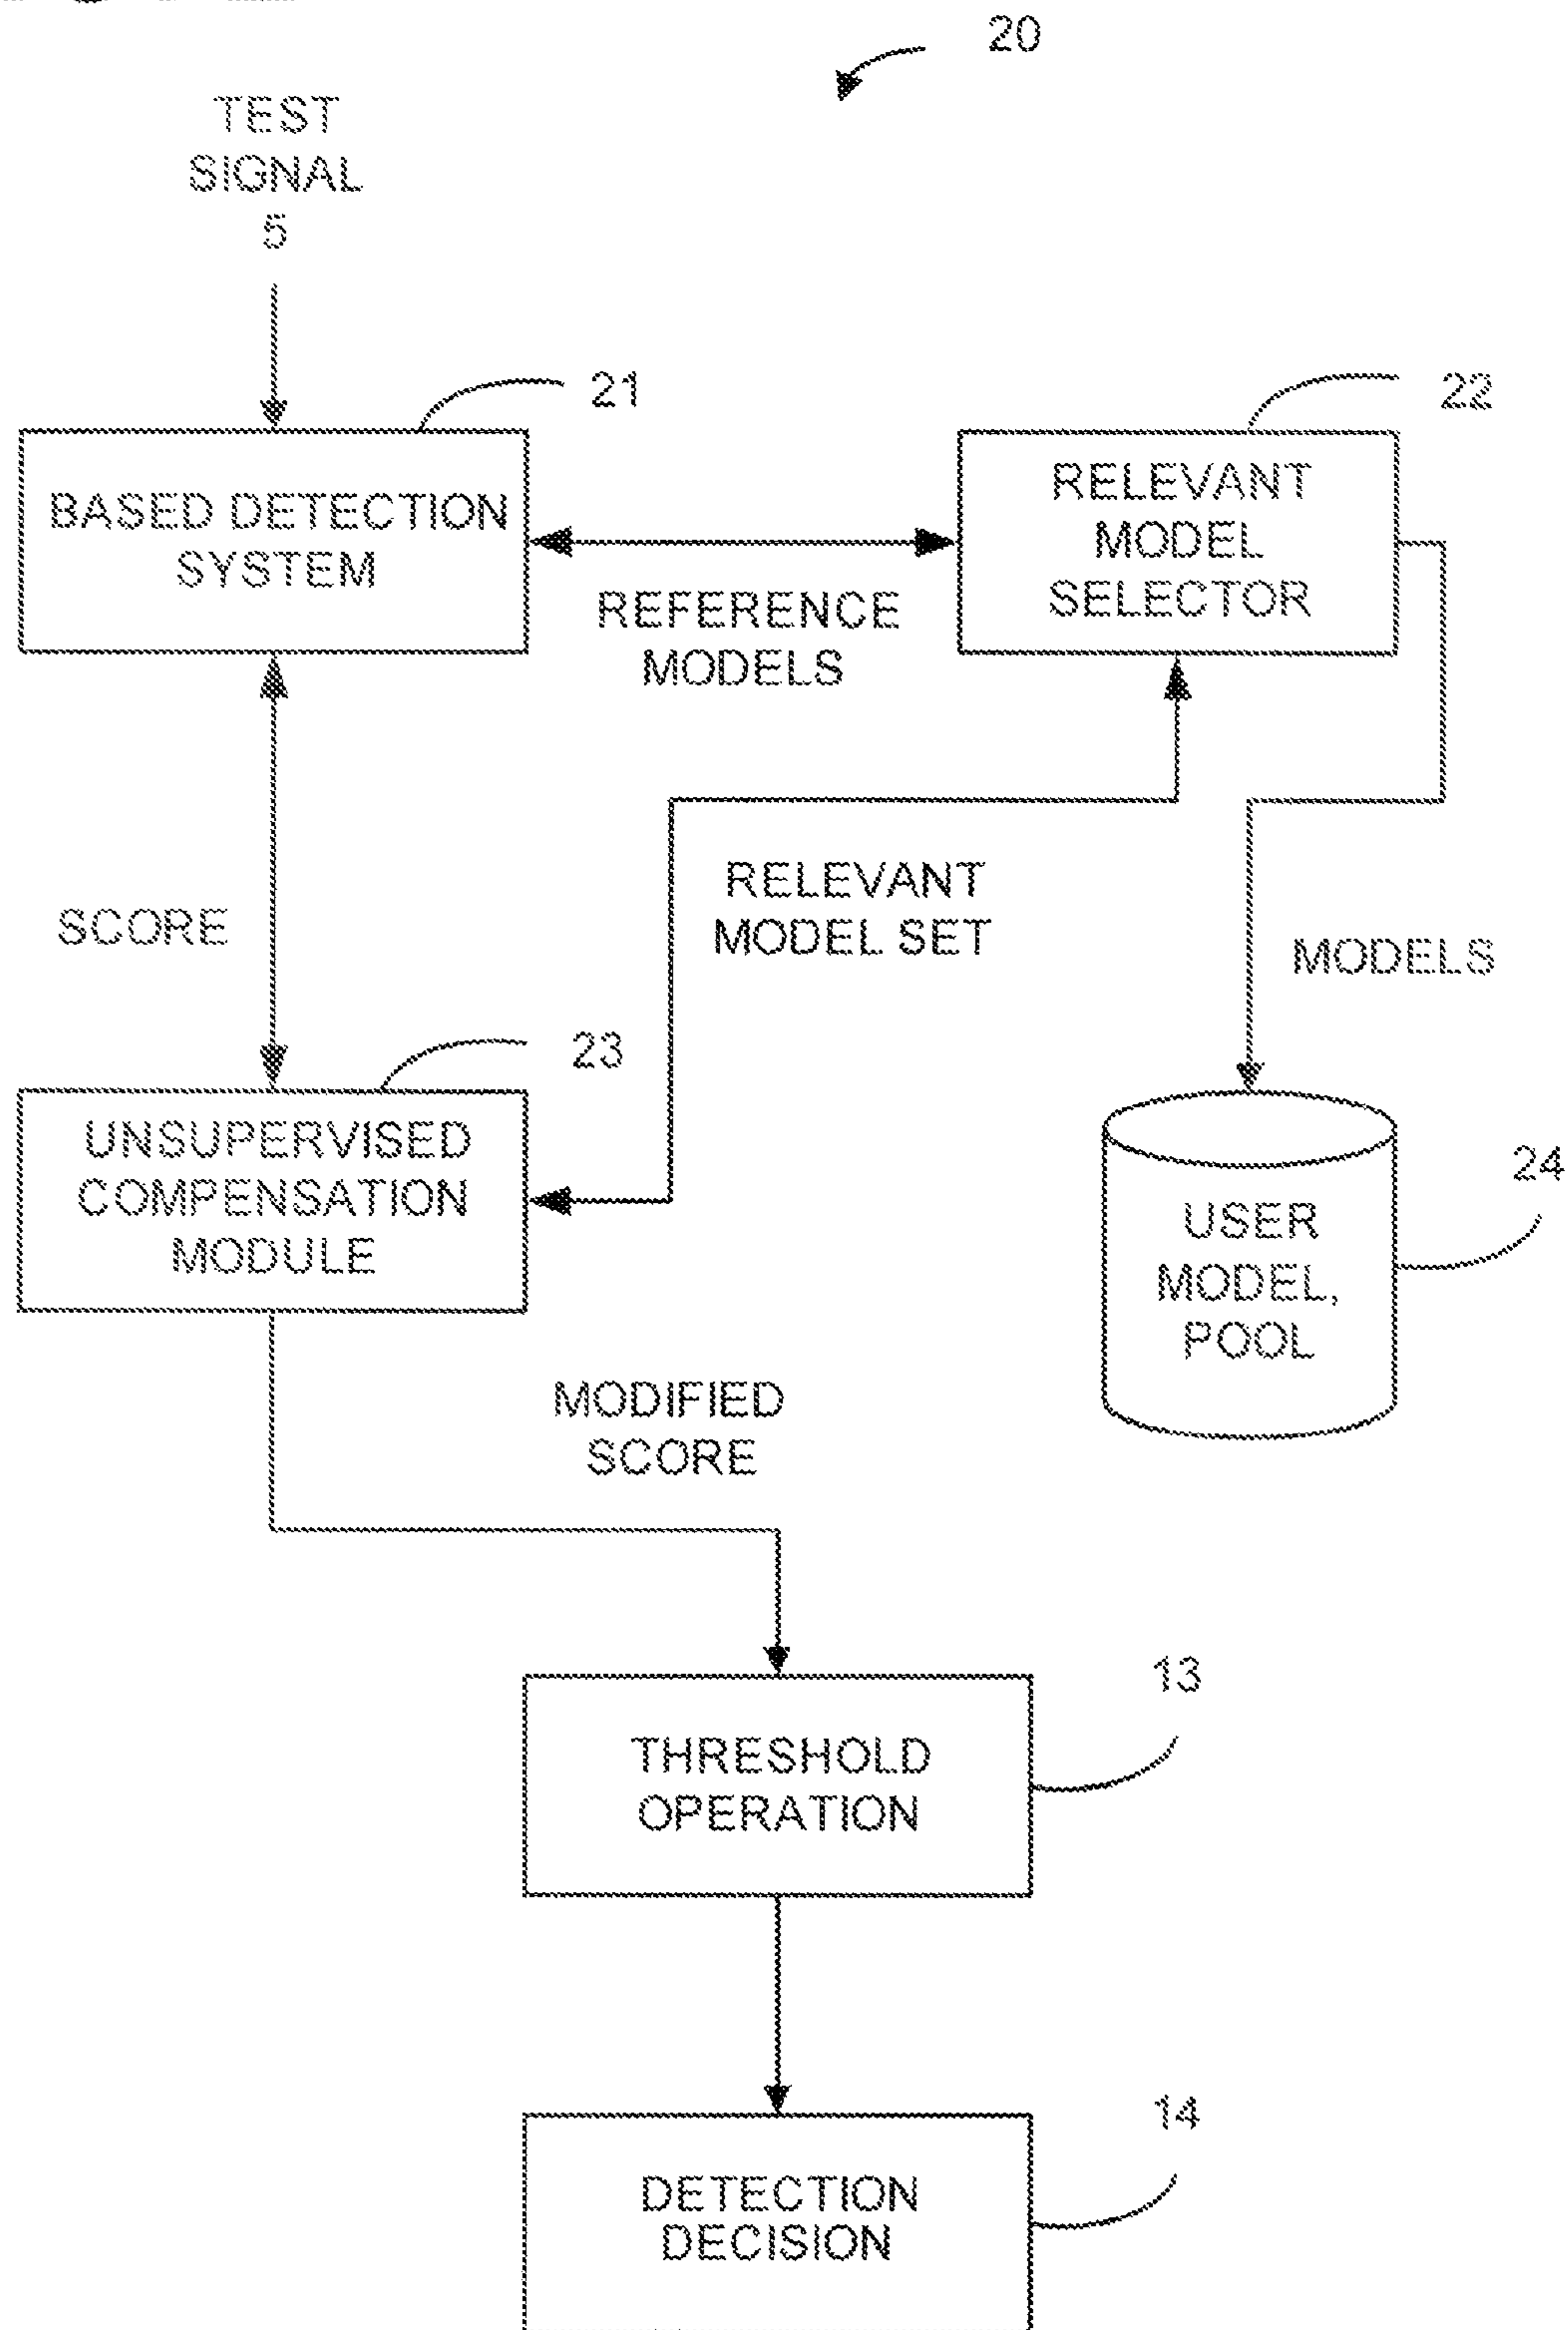 20
TEST
SIGNAL
5
21
22
BASED DETECTION
SYSTEM
RELEVANT
MODEL
SELECTOR
REFERENCE
MODELS
SCORE
RELEVANT
MODEL SET
MODELS
23
UNSUPERVISED
COMPENSATION
MODULE
24
USER
MODEL,
POOL
MODIFIED
SCORE
13
THRESHOLD
OPERATION
14
DETECTION
DECISION